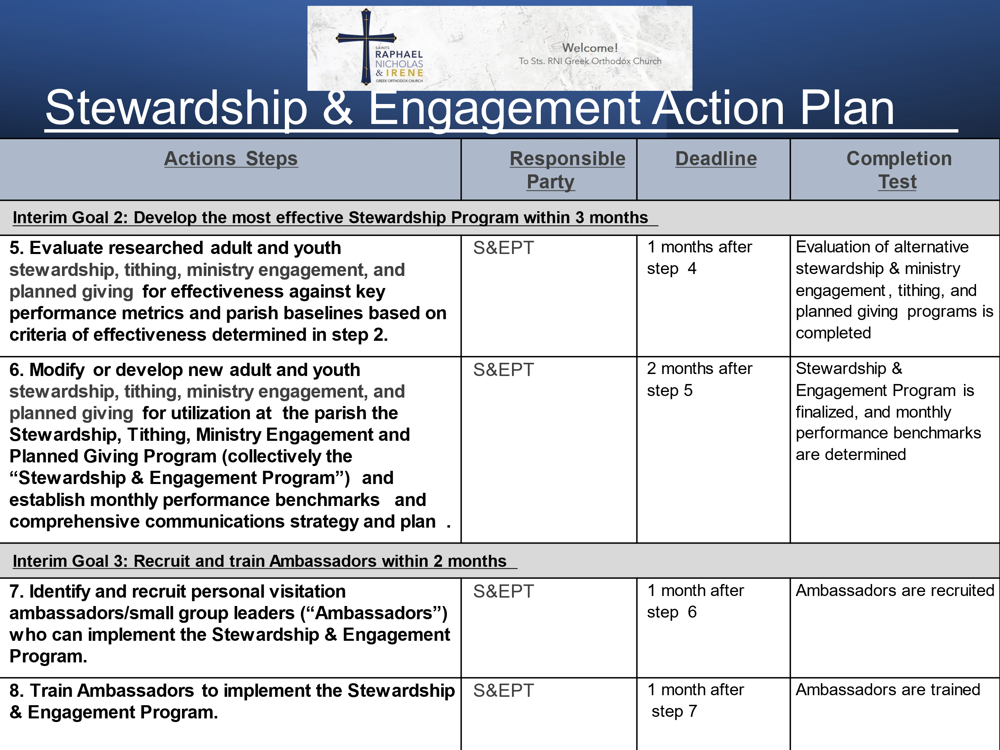 SAINTS
RAPHAEL
NICHOLAS
& IRENE
GREEK ORTHODOX CHURCH
Welcome!
To Sts. RNI Greek Orthodox Church
Stewardship & Engagement Action Plan
Actions Steps
Responsible
Party
Deadline
Completion
Test
Interim Goal 2: Develop the most effective Stewardship Program within 3 months
5. Evaluate researched adult and youth
stewardship, tithing, ministry engagement, and
planned giving for effectiveness against key
performance metrics and parish baselines based on
criteria of effectiveness determined in step 2.
S&EPT
1 months after
step 4
Evaluation of alternative
stewardship & ministry
engagement, tithing, and
planned giving programs is
completed
6. Modify or develop new adult and youth
stewardship, tithing, ministry engagement, and
planned giving for utilization at the parish the
Stewardship, Tithing, Ministry Engagement and
Planned Giving Program (collectively the
“Stewardship & Engagement Program”) and
establish monthly performance benchmarks and
comprehensive communications strategy and plan .
S&EPT
2 months after
step 5
Stewardship &
Engagement Program is
finalized, and monthly
performance benchmarks
are determined
Interim Goal 3: Recruit and train Ambassadors within 2 months
7. Identify and recruit personal visitation
ambassadors/small group leaders (“Ambassadors”)
who can implement the Stewardship & Engagement
Program.
S&EPT
1 month after
step 6
Ambassadors are recruited
8. Train Ambassadors to implement the Stewardship
& Engagement Program.
S&EPT
1 month after
step 7
Ambassadors are trained